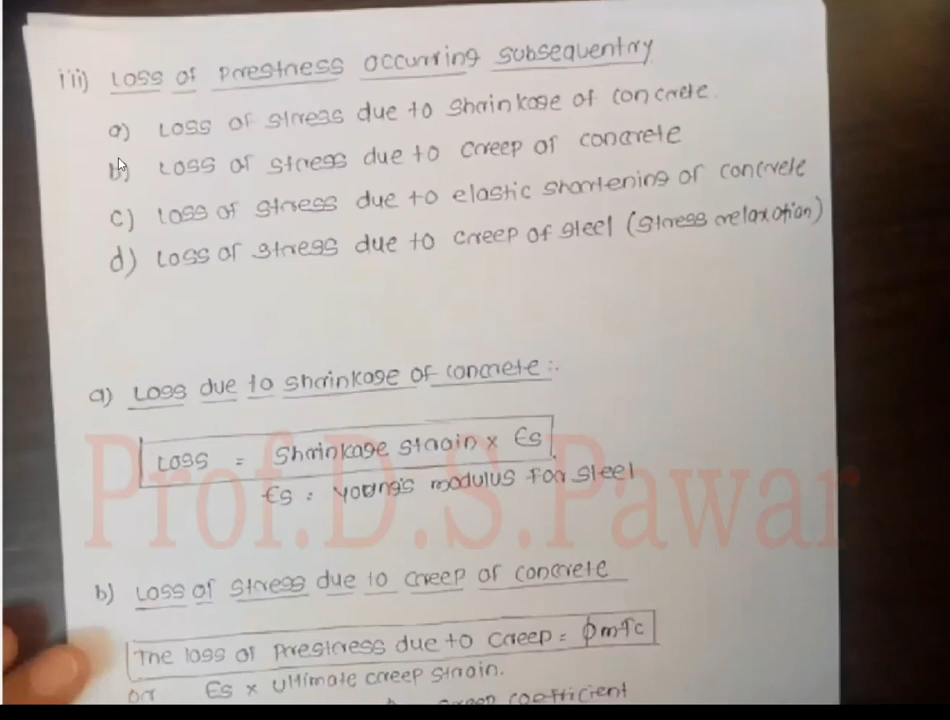 iii) Loss of Prestress occurring subsequently
a) Loss of stress due to shrinkage of concrete.
b) Loss of stress due to creep of concrete
c) Loss of stress due to elastic shortening of concrete
d) Loss of stress due to creep of steel (stress relaxation)
a) Loss due to shrinkage of concrete:-
Loss = Shrinkage strain x Es
Es = Young's modulus for steel
Prof.D.S.Pawar
b) Loss of stress due to creep of concrete
The loss of Prestress due to creep = φmfc
or Es x Ultimate creep strain.
coefficient